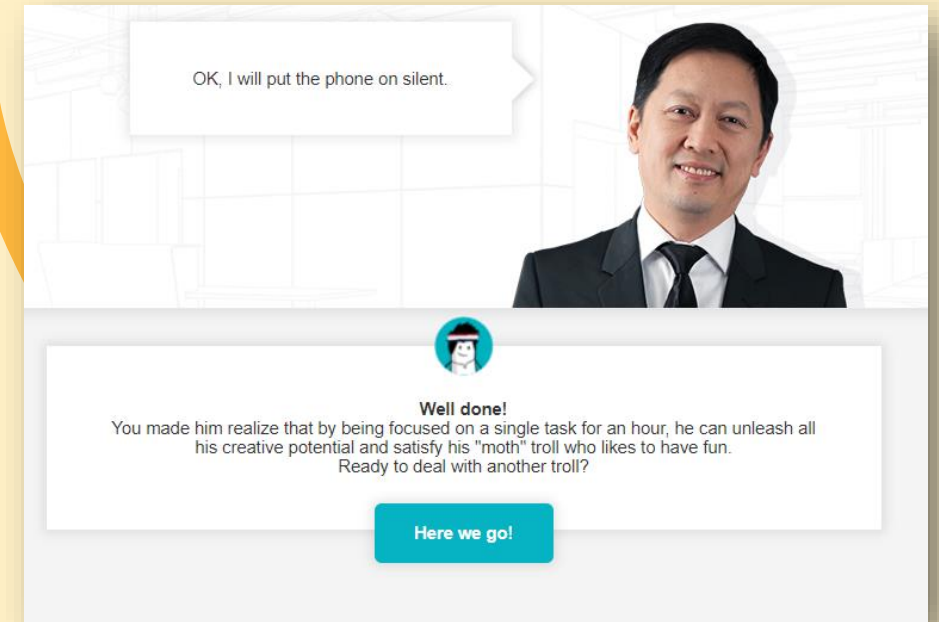 OK, I will put the phone on silent.
Well done!
You made him realize that by being focused on a single task for an hour, he can unleash all
his creative potential and satisfy his "moth" troll who likes to have fun.
Ready to deal with another troll?
Here we go!